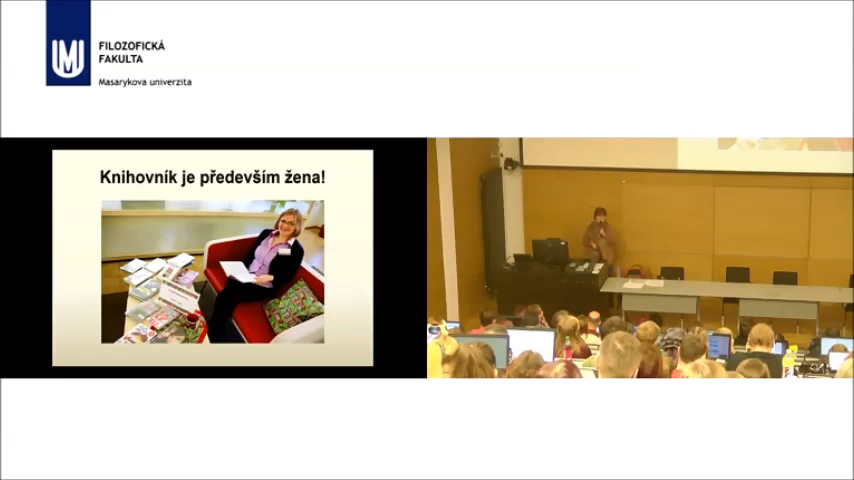 FILOZOFICKÁ
FAKULTA
Masarykova univerzita
Knihovník je především žena!